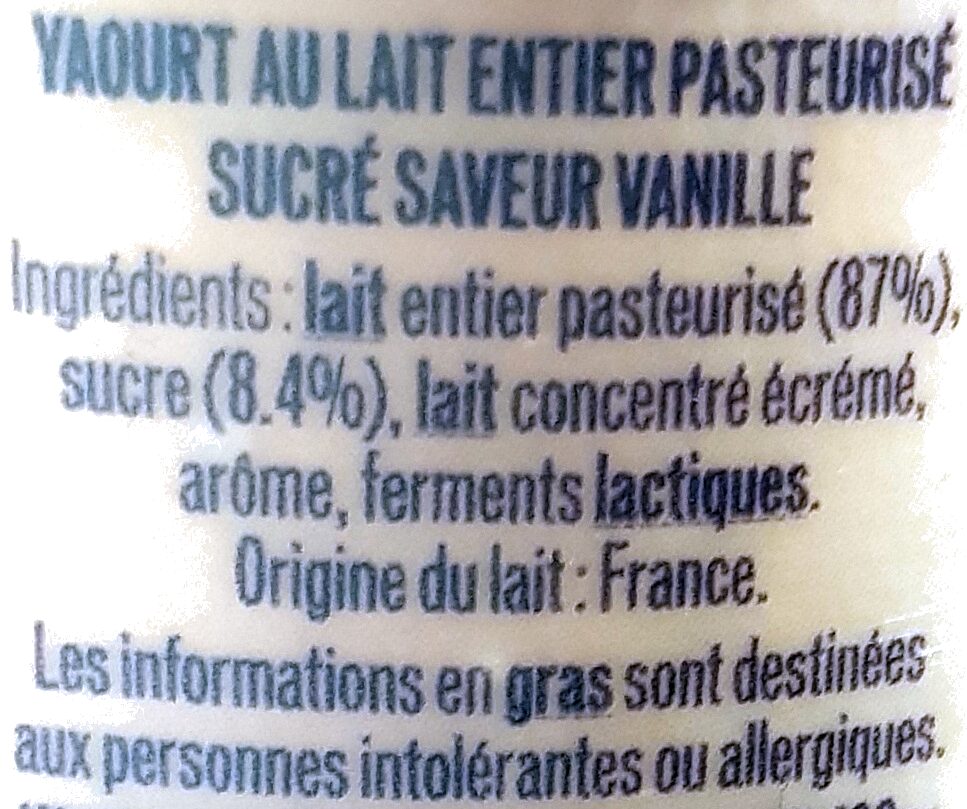 YAOURT AU LAIT ENTIER PASTEURISÉ
SUCRÉ SAVEUR VANILLE
Ingrédients : lait entier pasteurisé (87%),
sucre (8.4%), lait concentré écrémé,
arôme, ferments lactiques.
Origine du lait : France.
Les informations en gras sont destinées
aux personnes intolérantes ou allergiques.